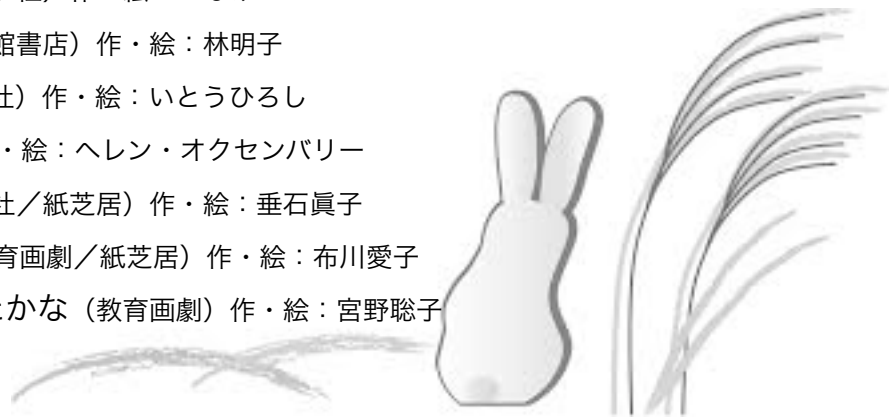 館書店）作・絵：林明子
社）作・絵：いとうひろし
・絵：ヘレン・オクセンバリー
社／紙芝居）作・絵：垂石眞子
育画劇／紙芝居）作・絵：布川愛子
とかな（教育画劇）作・絵：宮野聡子